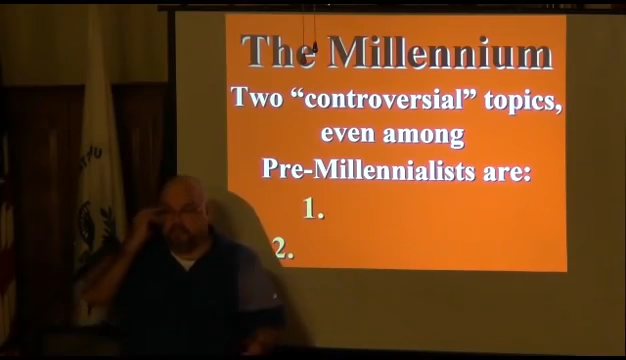 The Millennium
Two “controversial” topics,
even among
Pre-Millennialists are:
1.
2.